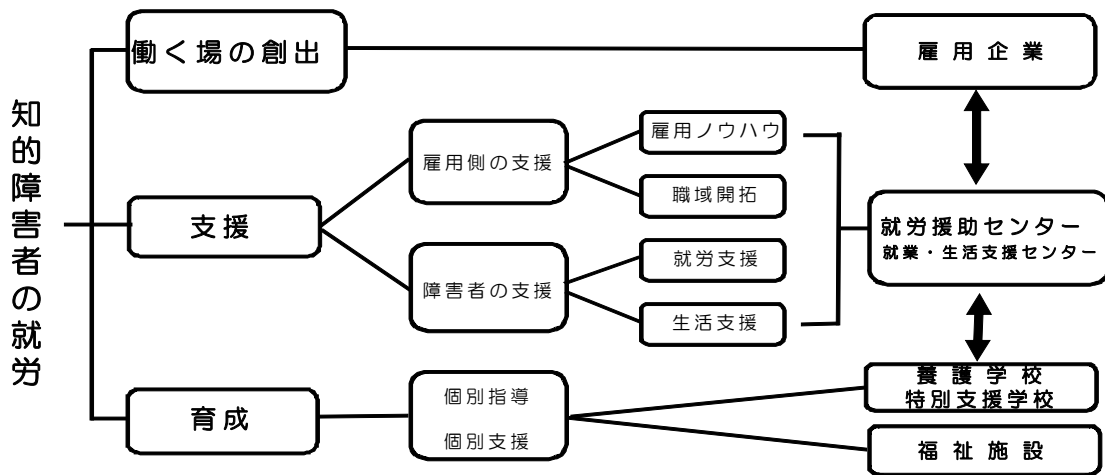 知的障害者の就労
働く場の創出
雇用企業
雇用側の支援
雇用ノウハウ
職域開拓
支援
就労援助センター
就業・生活支援センター
障害者の支援
就労支援
生活支援
育成
個別指導
個別支援
養護学校
特別支援学校
福祉施設